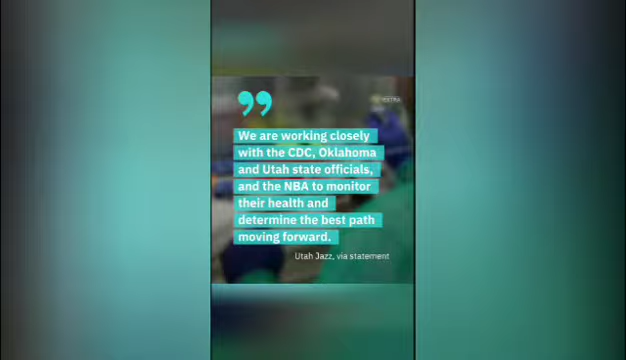 We are working closely
with the CDC, Oklahoma
and Utah state officials,
and the NBA to monitor
their health and
determine the best path
moving forward.
Utah Jazz, via statement